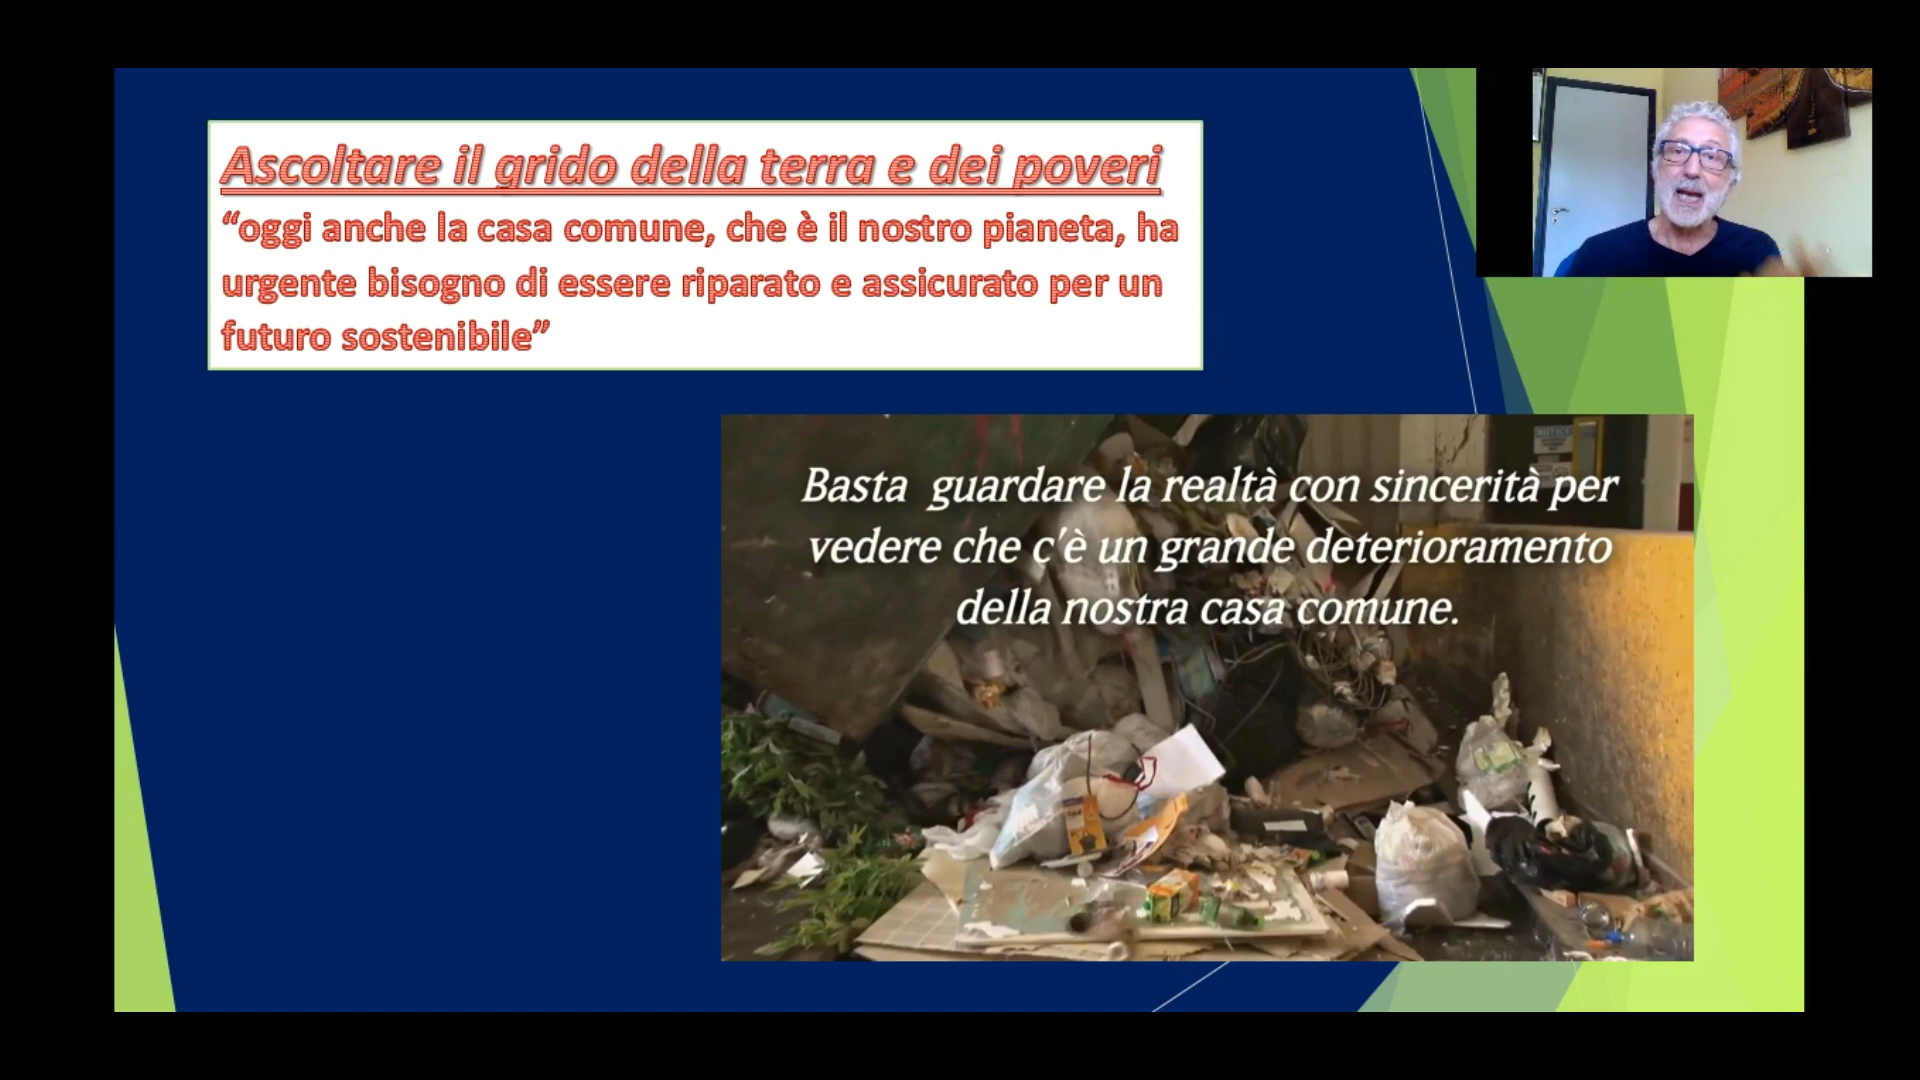 Ascoltare il grido della terra e dei poveri
“oggi anche la casa comune, che è il nostro pianeta, ha
urgente bisogno di essere riparato e assicurato per un
futuro sostenibile”
NOTICE
Basta guardare la realtà con sincerità per
vedere che c'è un grande deterioramento
della nostra casa comune.